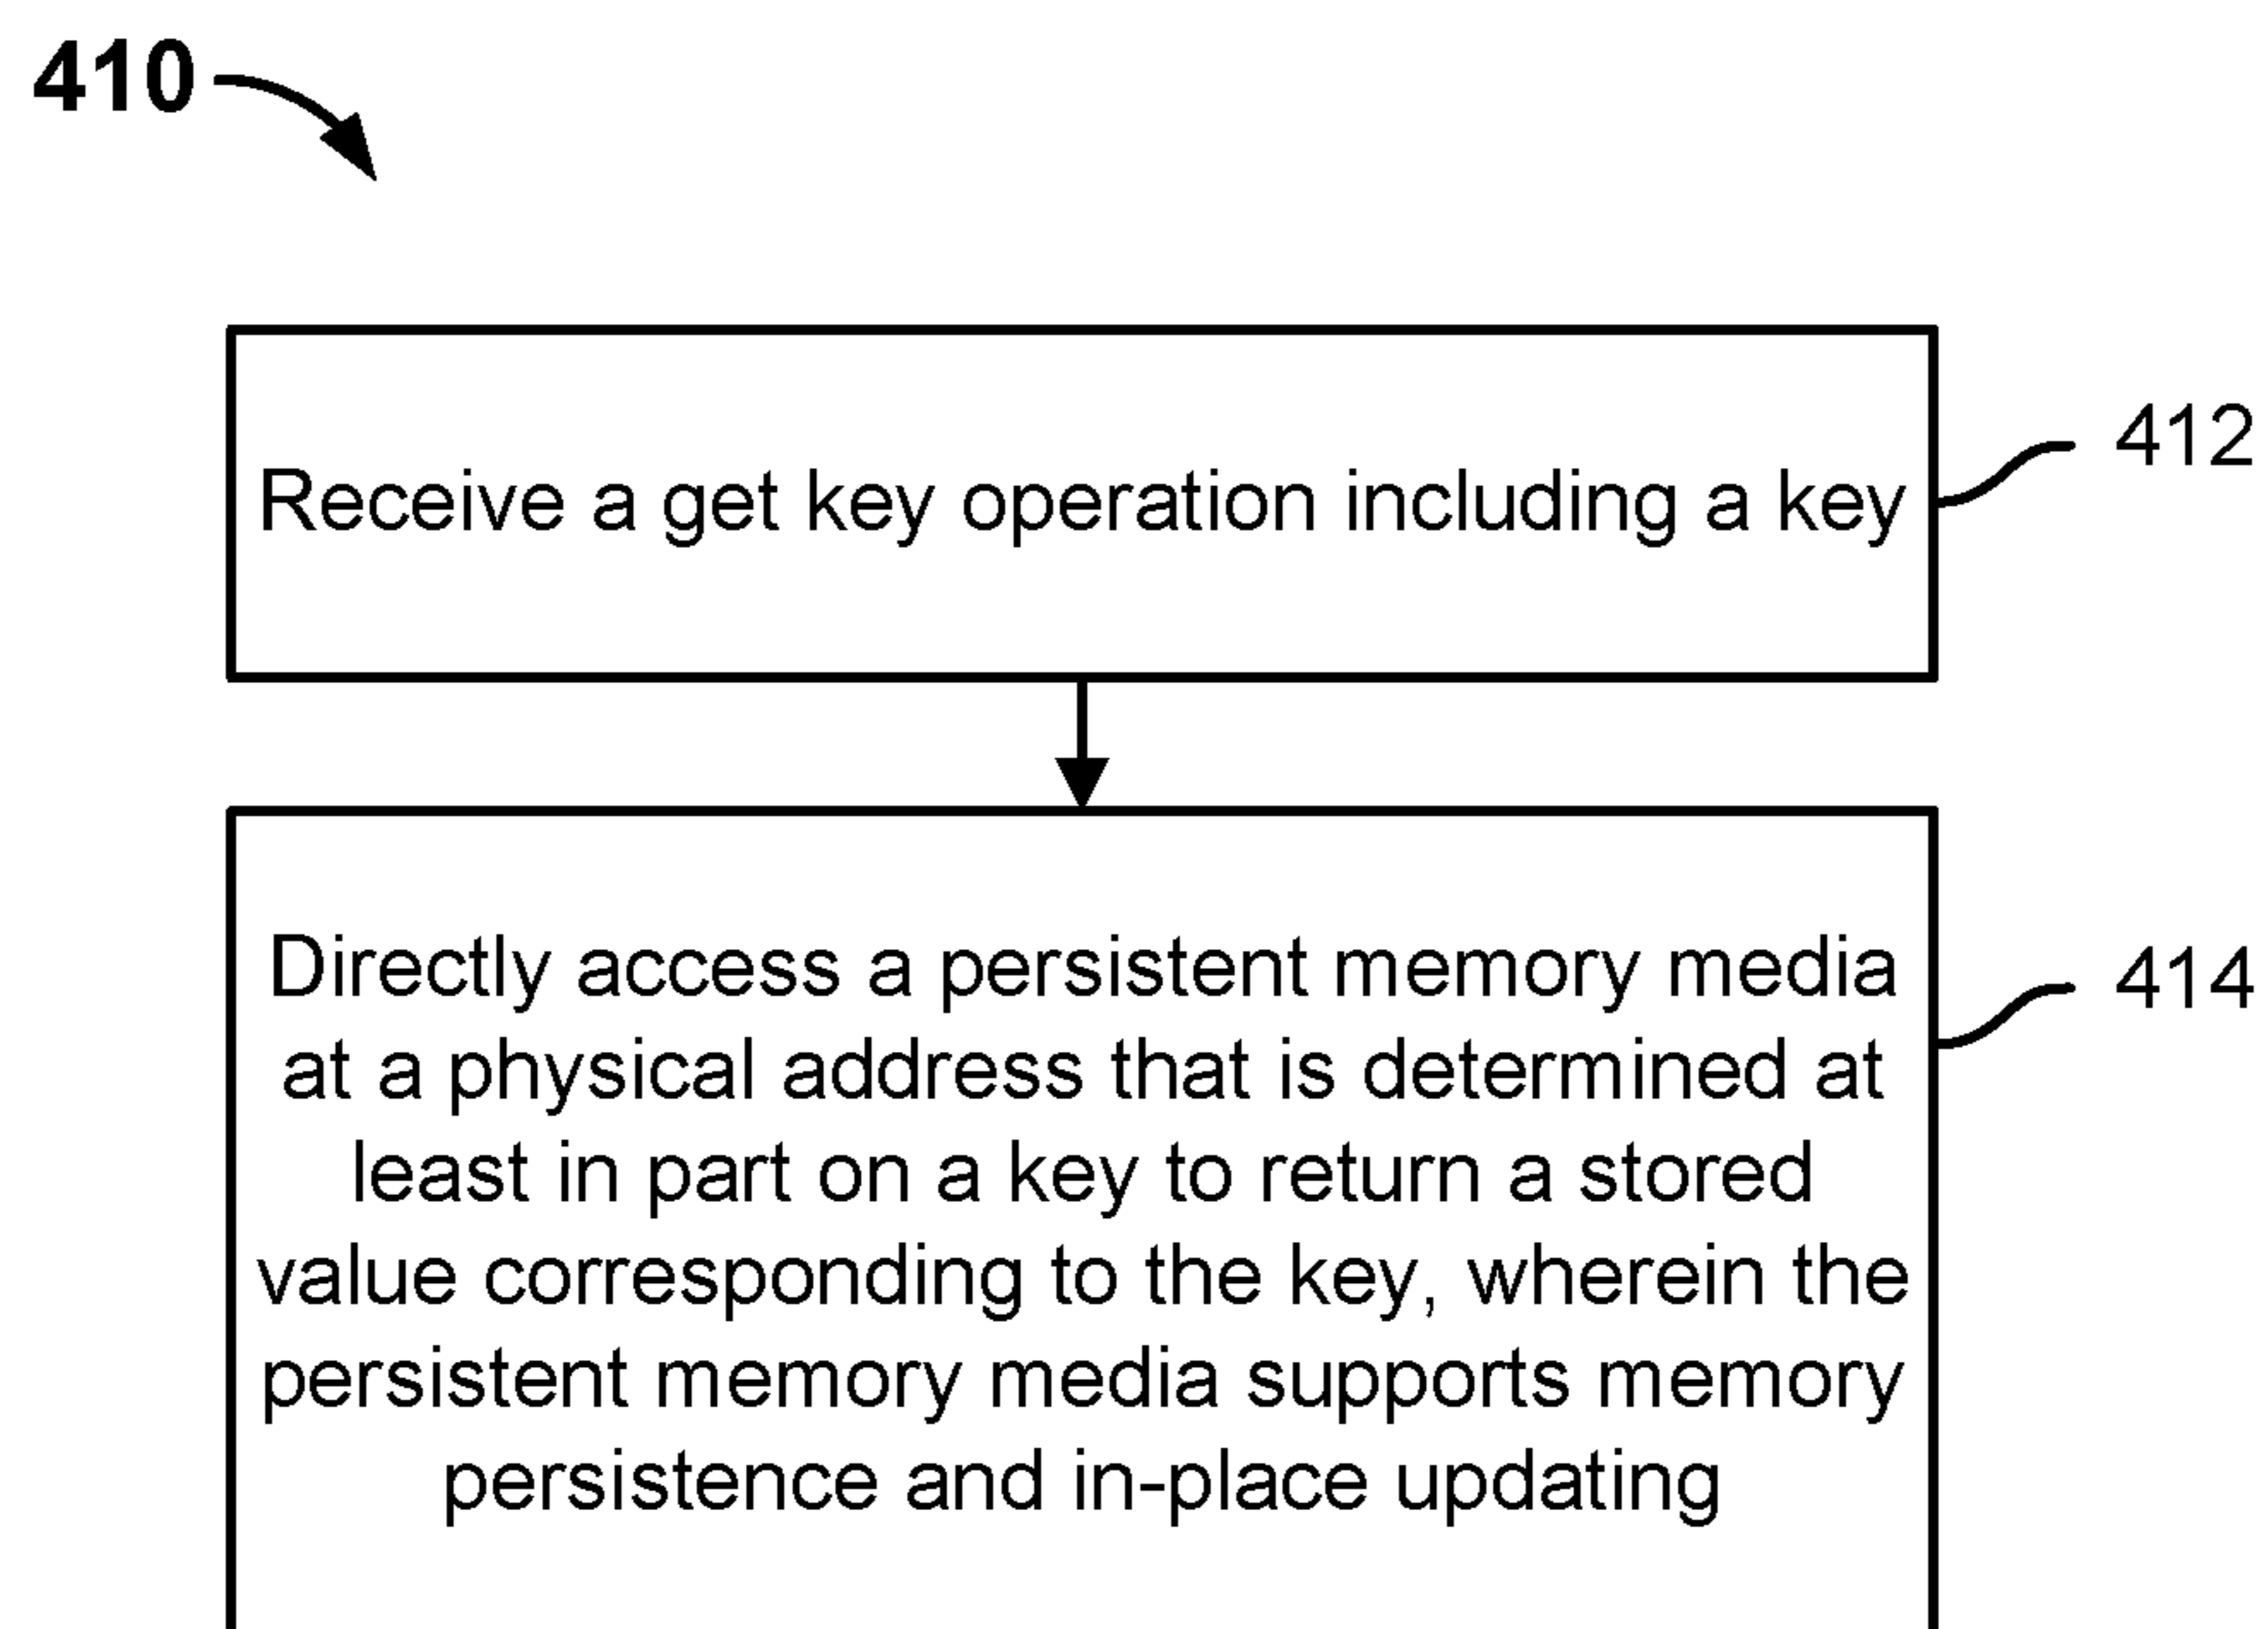 410
Receive a get key operation including a key
412
Directly access a persistent memory media
at a physical address that is determined at
least in part on a key to return a stored
value corresponding to the key, wherein the
persistent memory media supports memory
persistence and in-place updating
414